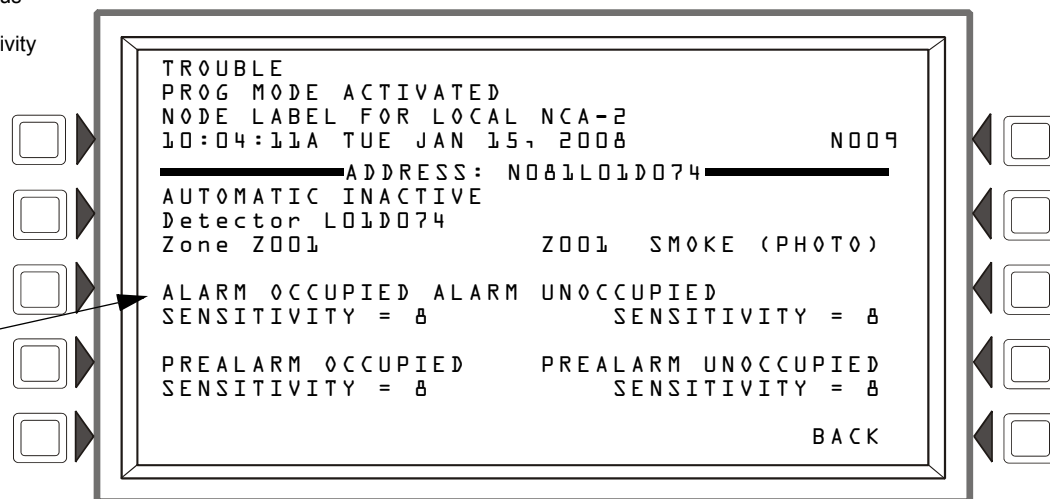 ivity
TROUBLE
PROG MODE ACTIVATED
NODE LABEL FOR LOCAL NCA-2
10:04:11A TUE JAN 15, 2008 N009
ADDRESS: N081L01D074
AUTOMATIC INACTIVE
Detector L01D074
Zone Z001 Z001 SMOKE (PHOTO)
ALARM OCCUPIED ALARM UNOCCUPIED
SENSITIVITY = 8 SENSITIVITY = 8
PREALARM OCCUPIED PREALARM UNOCCUPIED
SENSITIVITY = 8 SENSITIVITY = 8
BACK